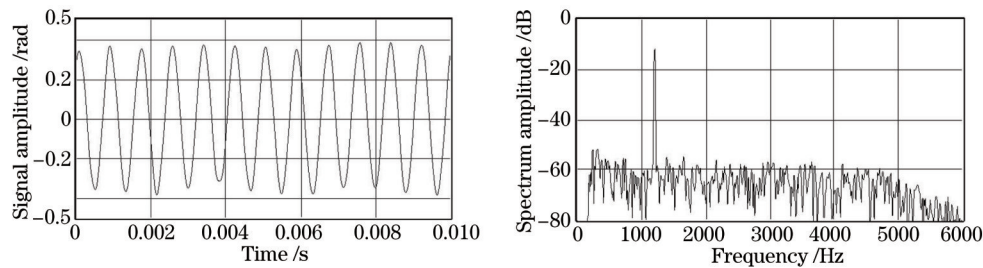 Signal amplitude /rad
0.5
0.2
0
−0.2
−0.5
0 0.002 0.004 0.006 0.008 0.010
Time /s
Spectrum amplitude /dB
0
−20
−40
−60
−80
0 1000 2000 3000 4000 5000 6000
Frequency /Hz